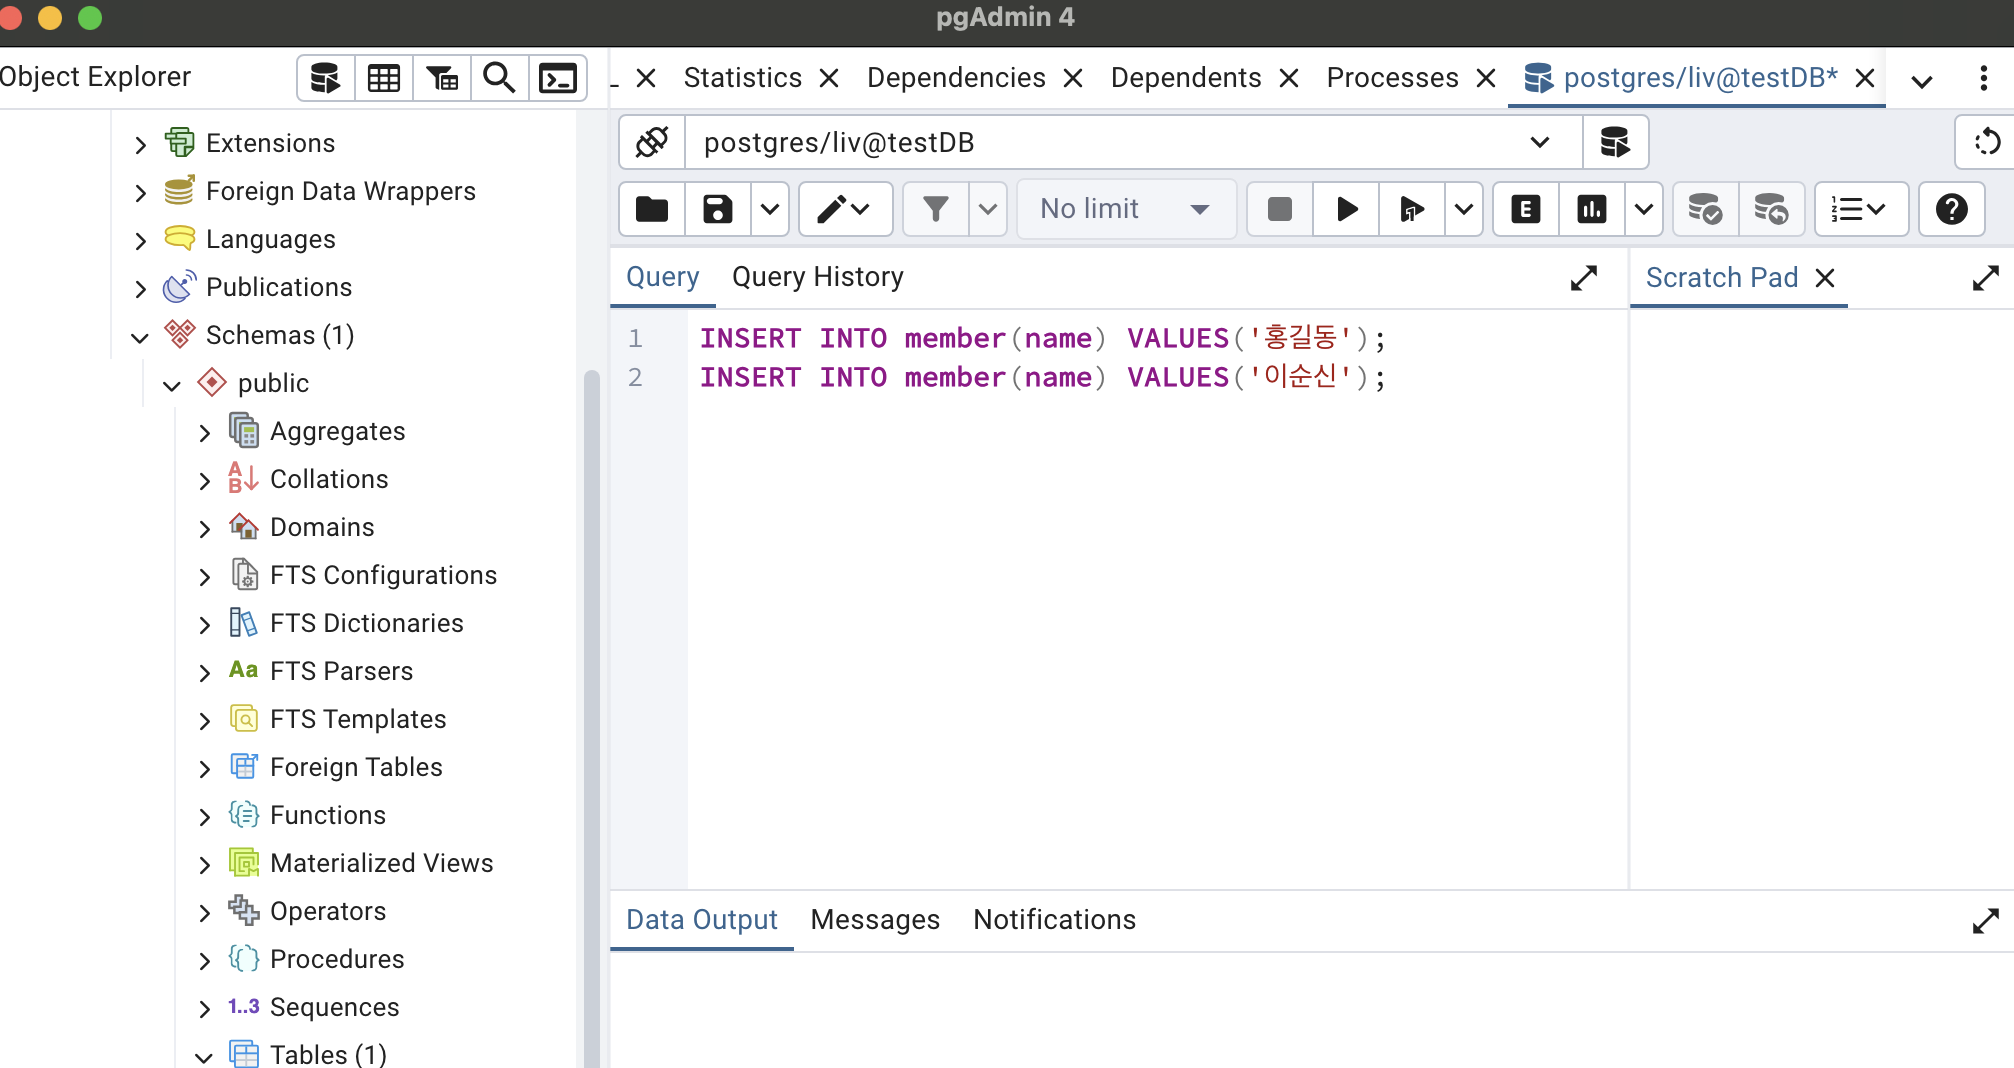 pgAdmin 4
Object Explorer
Statistics
Dependencies
Dependents
Processes
postgres/liv@testDB*
postgres/liv@testDB
No limit
E
Query
Query History
Scratch Pad
1 INSERT INTO member(name) VALUES('홍길동');
2 INSERT INTO member(name) VALUES('이순신');
Data Output
Messages
Notifications
Extensions
Foreign Data Wrappers
Languages
Publications
Schemas (1)
public
Aggregates
Collations
Domains
FTS Configurations
FTS Dictionaries
Aa FTS Parsers
FTS Templates
Foreign Tables
Functions
Materialized Views
Operators
Procedures
1..3 Sequences
Tables (1)